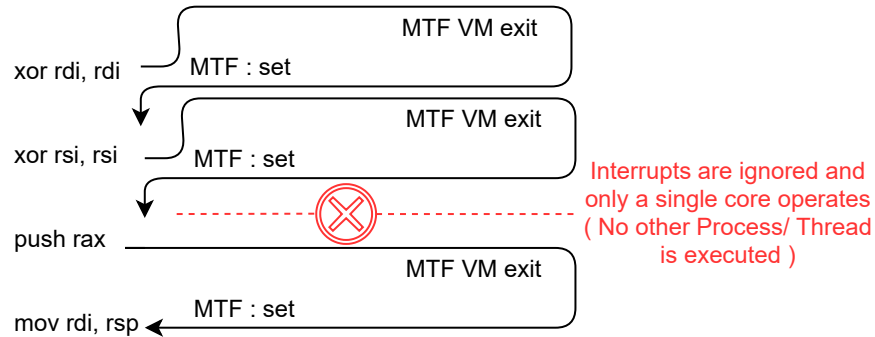 MTF VM exit
xor rdi, rdi
MTF : set
MTF VM exit
xor rsi, rsi
MTF : set
Interrupts are ignored and
only a single core operates
( No other Process/ Thread
is executed )
push rax
MTF VM exit
MTF : set
mov rdi, rsp